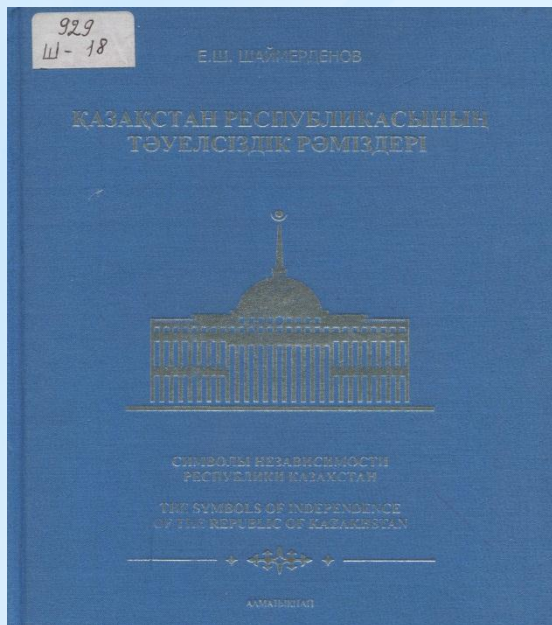 929
Ш-18
Е.Ш. ШАЙМЕРДЕНОВ
ҚАЗАҚСТАН РЕСПУБЛИКАСЫНЫҢ
ТӘУЕЛСІЗДІК РӘМІЗДЕРІ
СИМВОЛЫ НЕЗАВИСИМОСТИ
РЕСПУБЛИКИ КАЗАХСТАН
THE SYMBOLS OF INDEPENDENCE
OF THE REPUBLIC OF KAZAKHSTAN
АЛМАТЫКІТАП